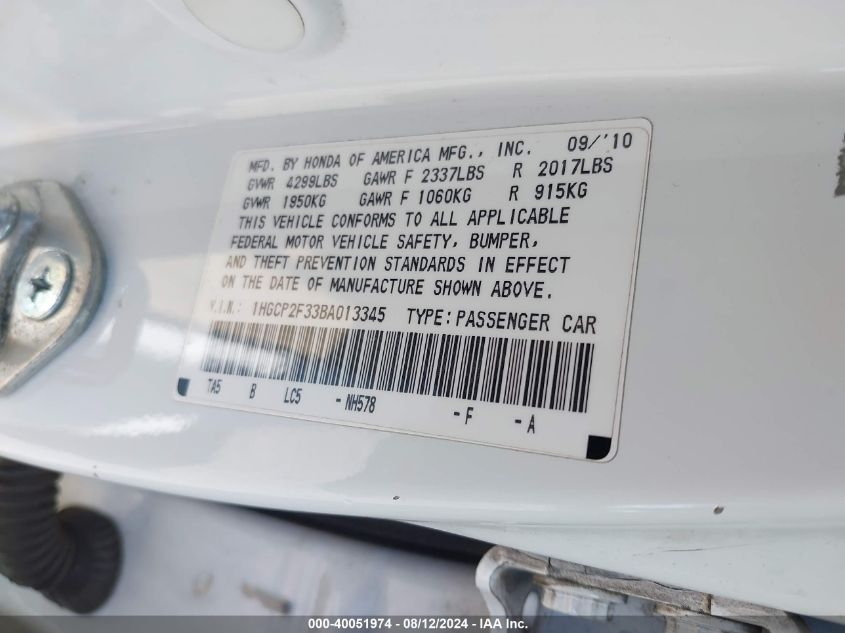 MFD. BY HONDA OF AMERICA MFG., INC. 09/'10
GVWR 4299LBS GAWR F 2337LBS R 2017LBS
GVWR 1950KG GAWR F 1060KG R 915KG
THIS VEHICLE CONFORMS TO ALL APPLICABLE
FEDERAL MOTOR VEHICLE SAFETY, BUMPER,
AND THEFT PREVENTION STANDARDS IN EFFECT
ON THE DATE OF MANUFACTURE SHOWN ABOVE.
V.I.N.: 1HGCP2F33BA013345 TYPE:PASSENGER CAR
TA5 B LC5 -NH578 -F -A
000-40051974 - 08/12/2024 - IAA Inc.